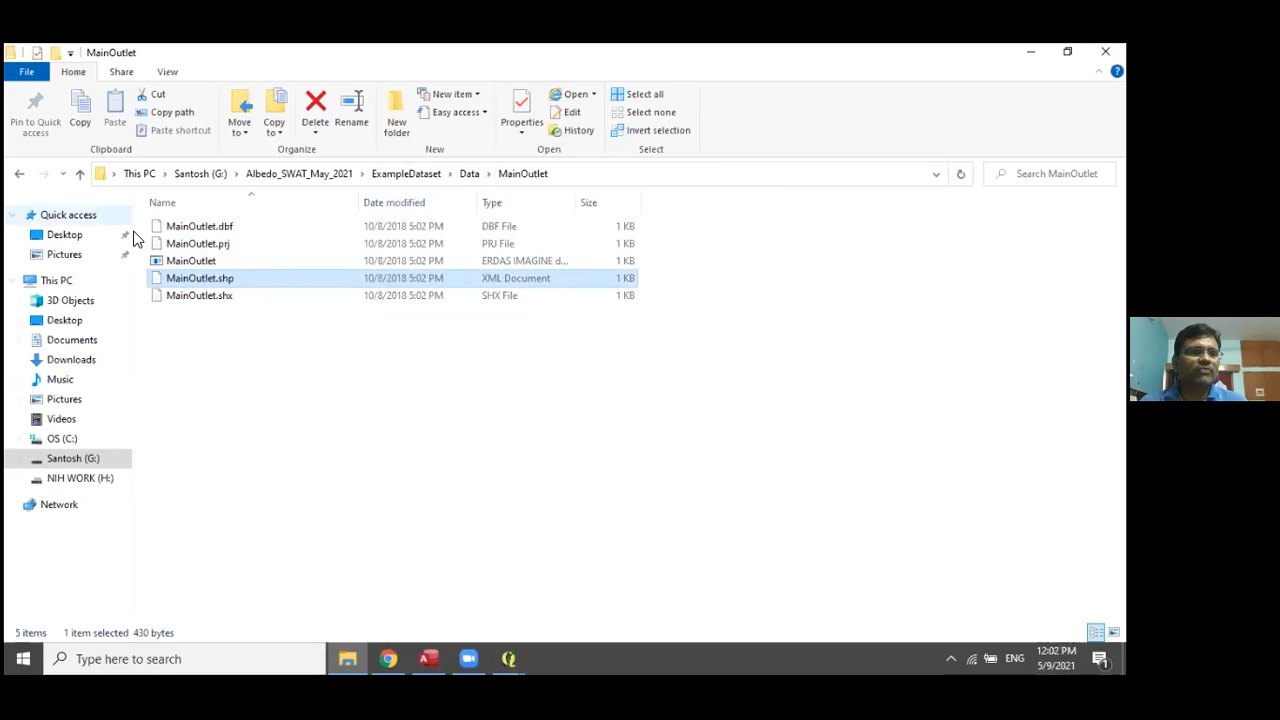 MainOutlet
File Home Share View
Pin to Quick access
Copy
Paste
Cut
Copy path
Paste shortcut
Clipboard
Move to
Copy to
Delete
Rename
Organize
New folder
New item
Easy access
New
Properties
Open
Edit
History
Open
Select all
Select none
Invert selection
Select
This PC > Santosh (G:) > Albedo_SWAT_May_2021 > ExampleDataset > Data > MainOutlet
Search MainOutlet
Name Date modified Type Size
MainOutlet.dbf 10/8/2018 5:02 PM DBF File 1 KB
MainOutlet.prj 10/8/2018 5:02 PM PRJ File 1 KB
MainOutlet 10/8/2018 5:02 PM ERDAS IMAGINE d... 1 KB
MainOutlet.shp 10/8/2018 5:02 PM XML Document 1 KB
MainOutlet.shx 10/8/2018 5:02 PM SHX File 1 KB
Quick access
Desktop
Pictures
This PC
3D Objects
Desktop
Documents
Downloads
Music
Pictures
Videos
OS (C:)
Santosh (G:)
NIH WORK (H:)
Network
5 items 1 item selected 430 bytes
Type here to search
ENG
12:02 PM
5/9/2021
1